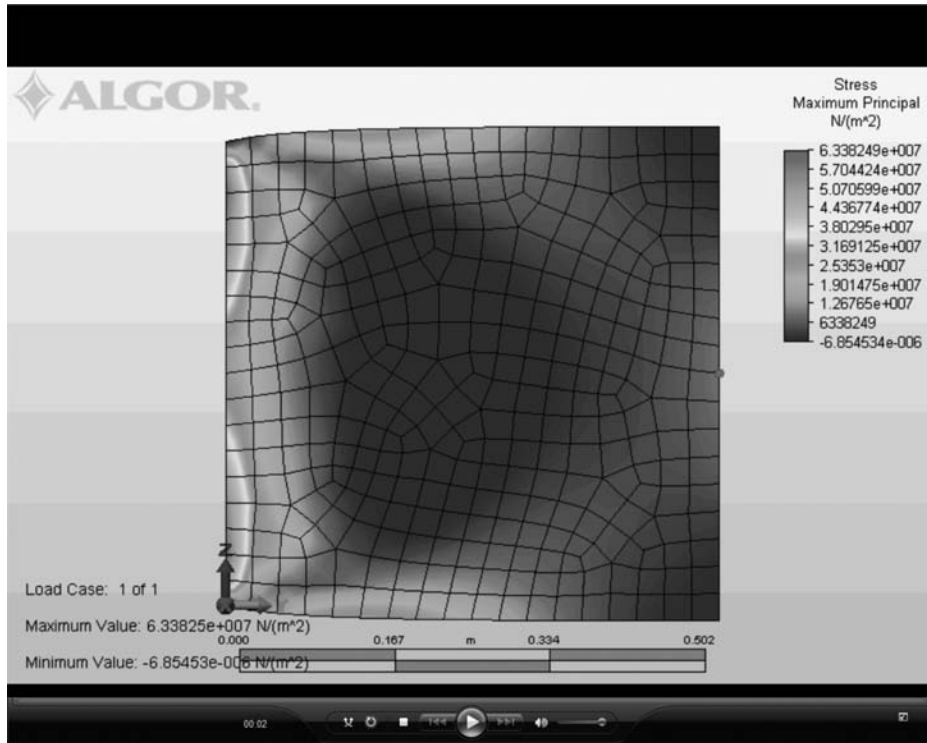 ALGOR.
Stress
Maximum Principal
N/(m^2)
6.338249e+007
5.704424e+007
5.070599e+007
4.436774e+007
3.80295e+007
3.169125e+007
2.5353e+007
1.901475e+007
1.26765e+007
6338249
-6.854534e-006
Z
Y
Load Case: 1 of 1
Maximum Value: 6.33825e+007 N/(m^2)
Minimum Value: -6.85453e-006 N/(m^2)
0.000 0.167 m 0.334 0.502
00:02